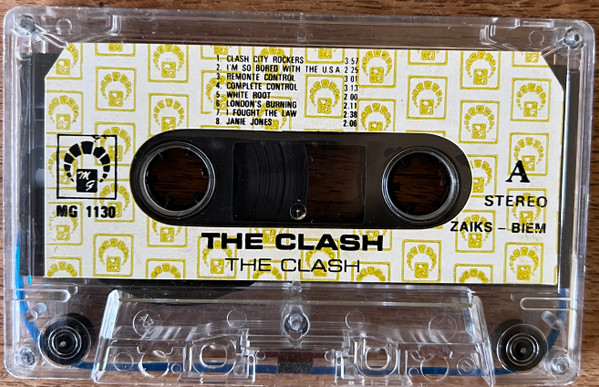 1. CLASH CITY ROCKERS 3 57
2. I'M SO BORED WITH THE U.S.A 2 25
3. REMONTE CONTROL 3 01
4. COMPLETE CONTROL 3 13
5 WHITE ROOT 2.00
6. LONDON'S BURNING 2.11
7. I FOUGHT THE LAW 2:38
8. JANIE JONES 2.06
MG
MG 1130
A
STEREO
ZAIKS – BIEM
THE CLASH
THE CLASH